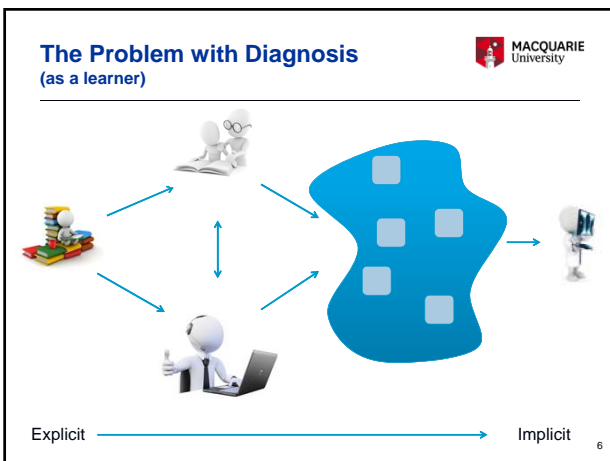 The Problem with Diagnosis
(as a learner)
MACQUARIE
University
Explicit
Implicit
6